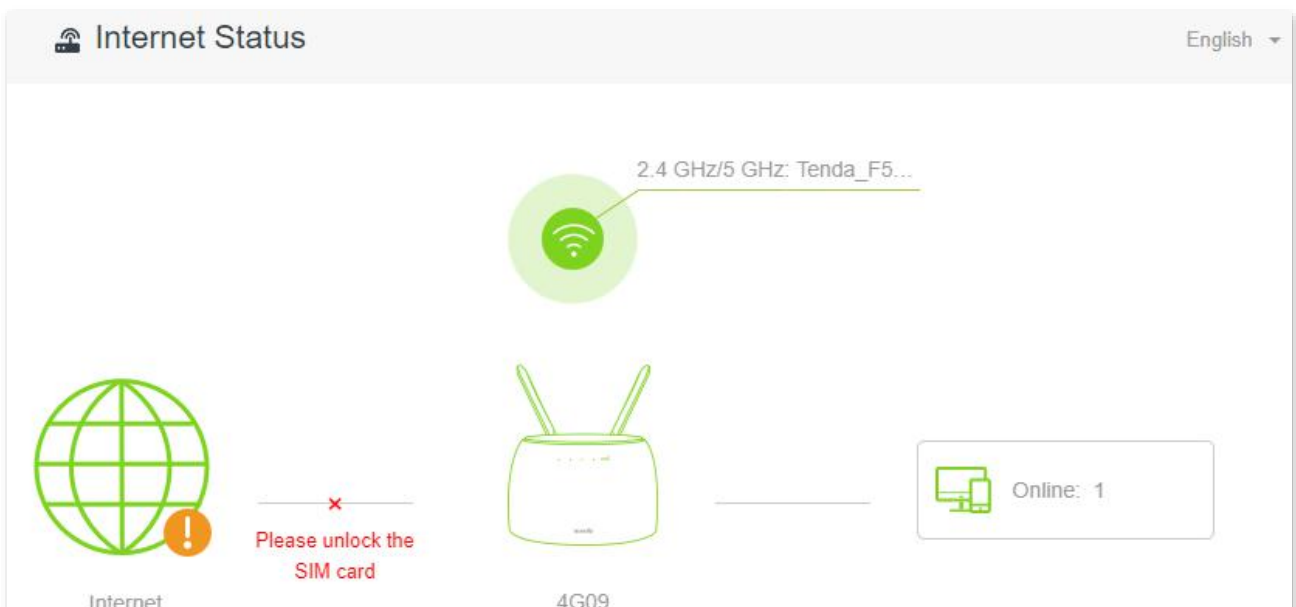 Internet Status
English
2.4 GHz/5 GHz: Tenda_F5...
Please unlock the
SIM card
Online: 1
Internet
4G09